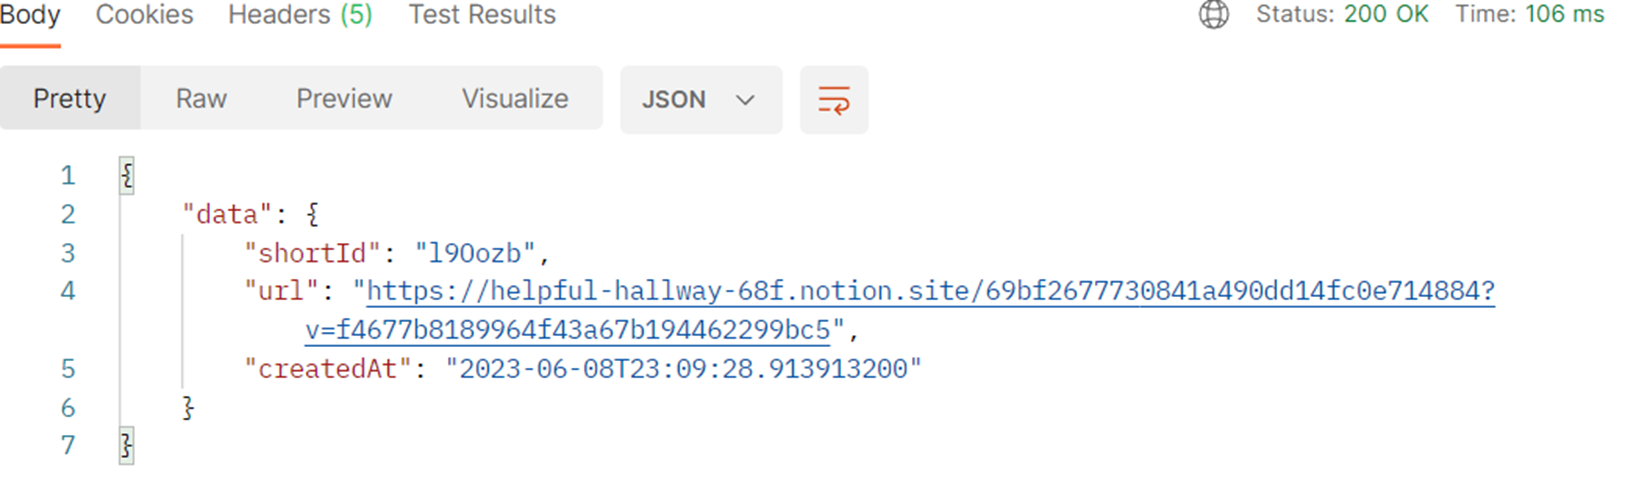 Body Cookies Headers (5) Test Results Status: 200 OK Time: 106 ms
Pretty Raw Preview Visualize JSON
1 {
2 "data": {
3 "shortId": "l9Oozb",
4 "url": "https://helpful-hallway-68f.notion.site/69bf2677730841a490dd14fc0e714884?
v=f4677b8189964f43a67b194462299bc5",
5 "createdAt": "2023-06-08T23:09:28.913913200"
6 }
7 }